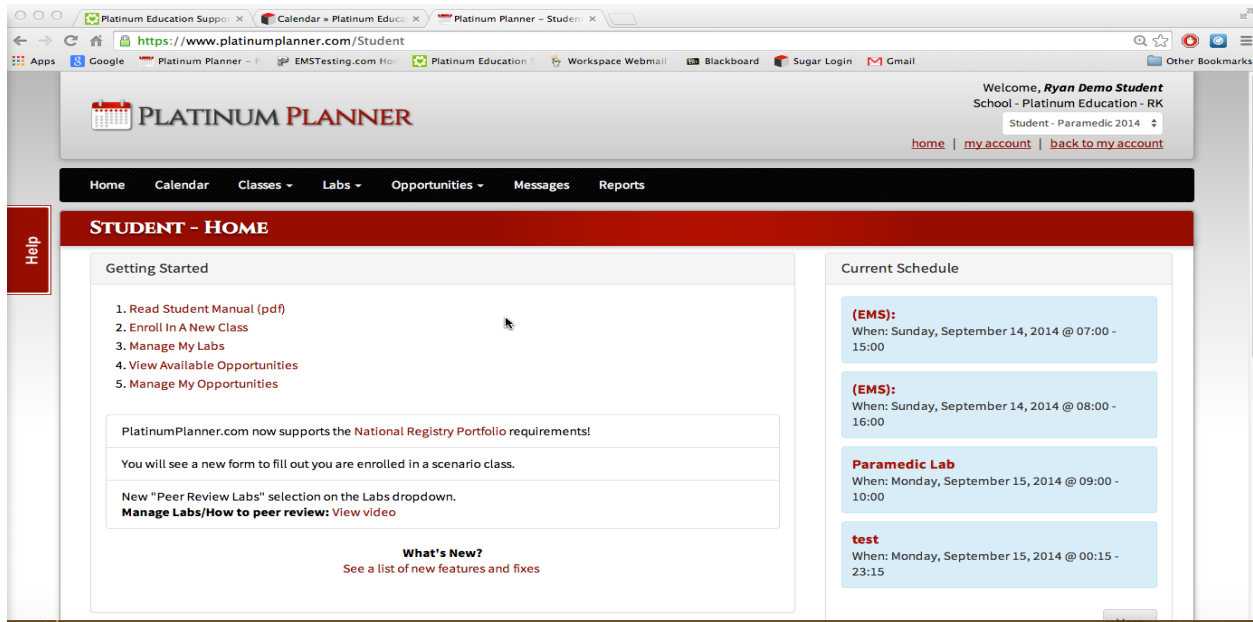 Platinum Education Suppor
Calendar » Platinum Educa
Platinum Planner – Student
https://www.platinumplanner.com/Student
Apps
Google
Platinum Planner – P
EMSTesting.com Hom
Platinum Education
Workspace Webmail
Blackboard
Sugar Login
Gmail
Other Bookmarks
PLATINUM PLANNER
Welcome, Ryan Demo Student
School - Platinum Education - RK
Student - Paramedic 2014
home | my account | back to my account
Home Calendar Classes Labs Opportunities Messages Reports
Help
STUDENT - HOME
Getting Started
1. Read Student Manual (pdf)
2. Enroll In A New Class
3. Manage My Labs
4. View Available Opportunities
5. Manage My Opportunities
PlatinumPlanner.com now supports the National Registry Portfolio requirements!
You will see a new form to fill out you are enrolled in a scenario class.
New "Peer Review Labs" selection on the Labs dropdown.
Manage Labs/How to peer review: View video
What's New?
See a list of new features and fixes
Current Schedule
(EMS):
When: Sunday, September 14, 2014 @ 07:00 -
15:00
(EMS):
When: Sunday, September 14, 2014 @ 08:00 -
16:00
Paramedic Lab
When: Monday, September 15, 2014 @ 09:00 -
10:00
test
When: Monday, September 15, 2014 @ 00:15 -
23:15